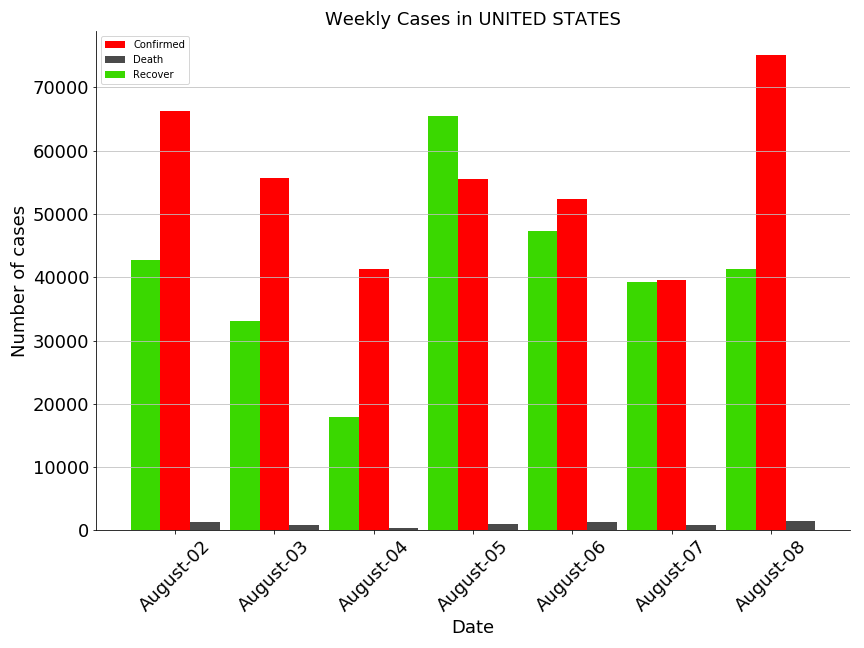 Weekly Cases in UNITED STATES
Confirmed
Death
Recover
Number of cases
70000
60000
50000
40000
30000
20000
10000
0
August-02
August-03
August-04
August-05
August-06
August-07
August-08
Date